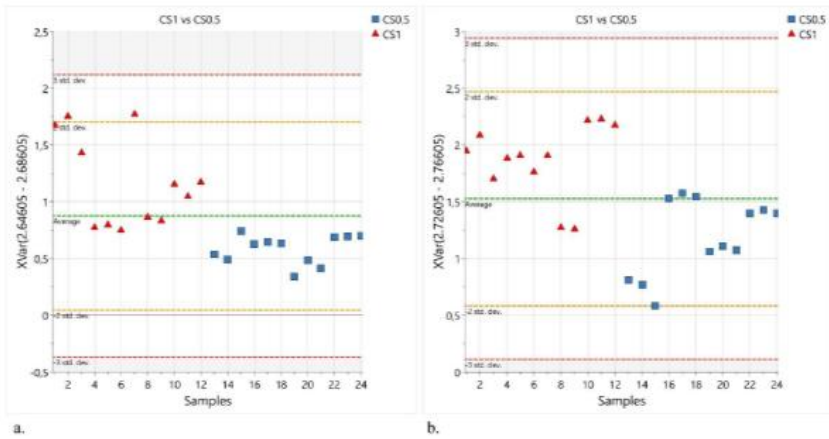 CS1 vs CS0.5
CS0.5
CS1
XVar(2.64605 - 2.68605)
2.5
2
1,5
1
0.5
0
-0,5
3 std. dev.
2 std. dev.
Average
-2 std. dev.
-3 std. dev.
2 4 6 8 10 12 14 16 18 20 22 24
Samples
a.
CS1 vs CS0.5
CS0.5
CS1
XVar(2.72605 - 2.76605)
3
2,5
2
1,5
1
0,5
0
3 std. dev.
2 std. dev.
Average
-2 std. dev.
-3 std. dev.
2 4 6 8 10 12 14 16 18 20 22 24
Samples
b.